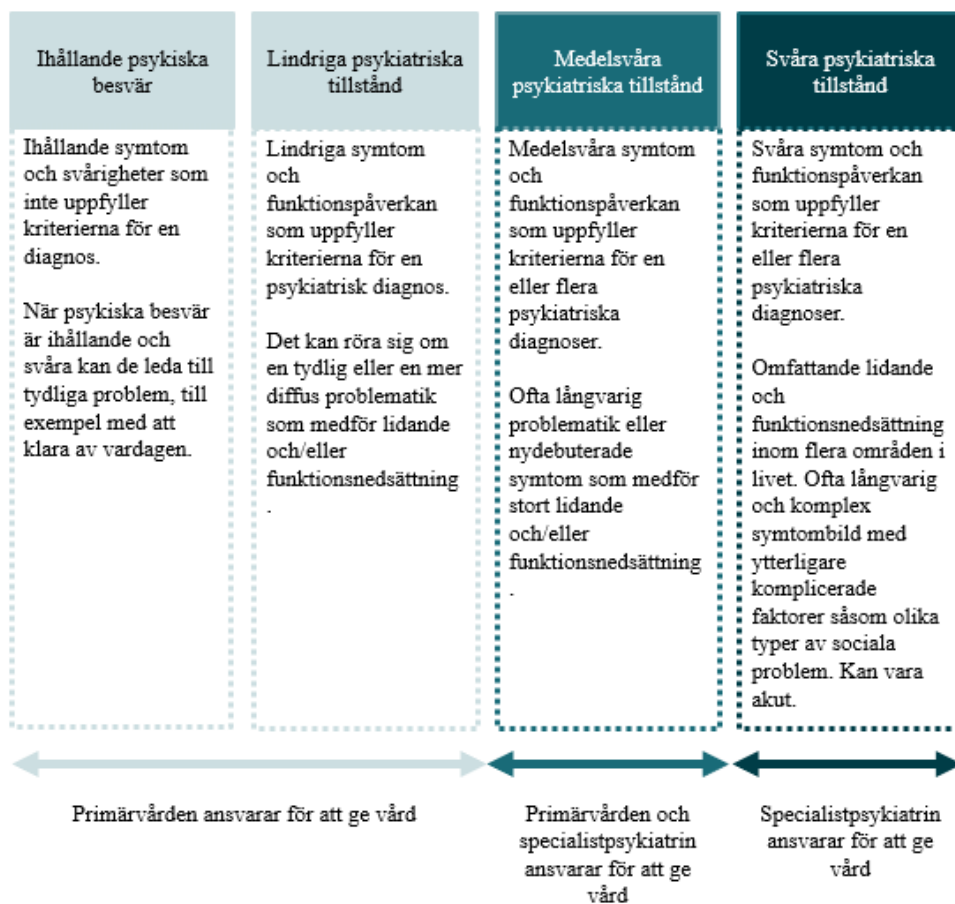 Ihållande psykiska
besvär
Lindriga psykiatriska
tillstånd
Medelsvåra
psykiatriska tillstånd
Svåra psykiatriska
tillstånd
Ihållande symtom
och svårigheter som
inte uppfyller
kriterierna för en
diagnos.
När psykiska besvär
är ihållande och
svåra kan de leda till
tydliga problem, till
exempel med att
klara av vardagen.
Lindriga symtom
och
funktionspåverkan
som uppfyller
kriterierna för en
psykiatrisk diagnos.
Det kan röra sig om
en tydlig eller en mer
diffus problematik
som medför lidande
och/eller
funktionsnedsättning
.
Medelsvåra symtom
och
funktionspåverkan
som uppfyller
kriterierna för en
eller flera
psykiatriska
diagnoser.
Ofta långvarig
problematik eller
nydebuterade
symtom som medför
stort lidande
och/eller
funktionsnedsättning
.
Svåra symtom och
funktionspåverkan
som uppfyller
kriterierna för en
eller flera
psykiatriska
diagnoser.
Omfattande lidande
och
funktionsnedsättning
inom flera områden i
livet. Ofta långvarig
och komplex
symtombild med
ytterligare
komplicerade
faktorer såsom olika
typer av sociala
problem. Kan vara
akut.
Primärvården ansvarar för att ge vård
Primärvården och
specialistpsykiatrin
ansvarar för att ge
vård
Specialistpsykiatrin
ansvarar för att ge
vård